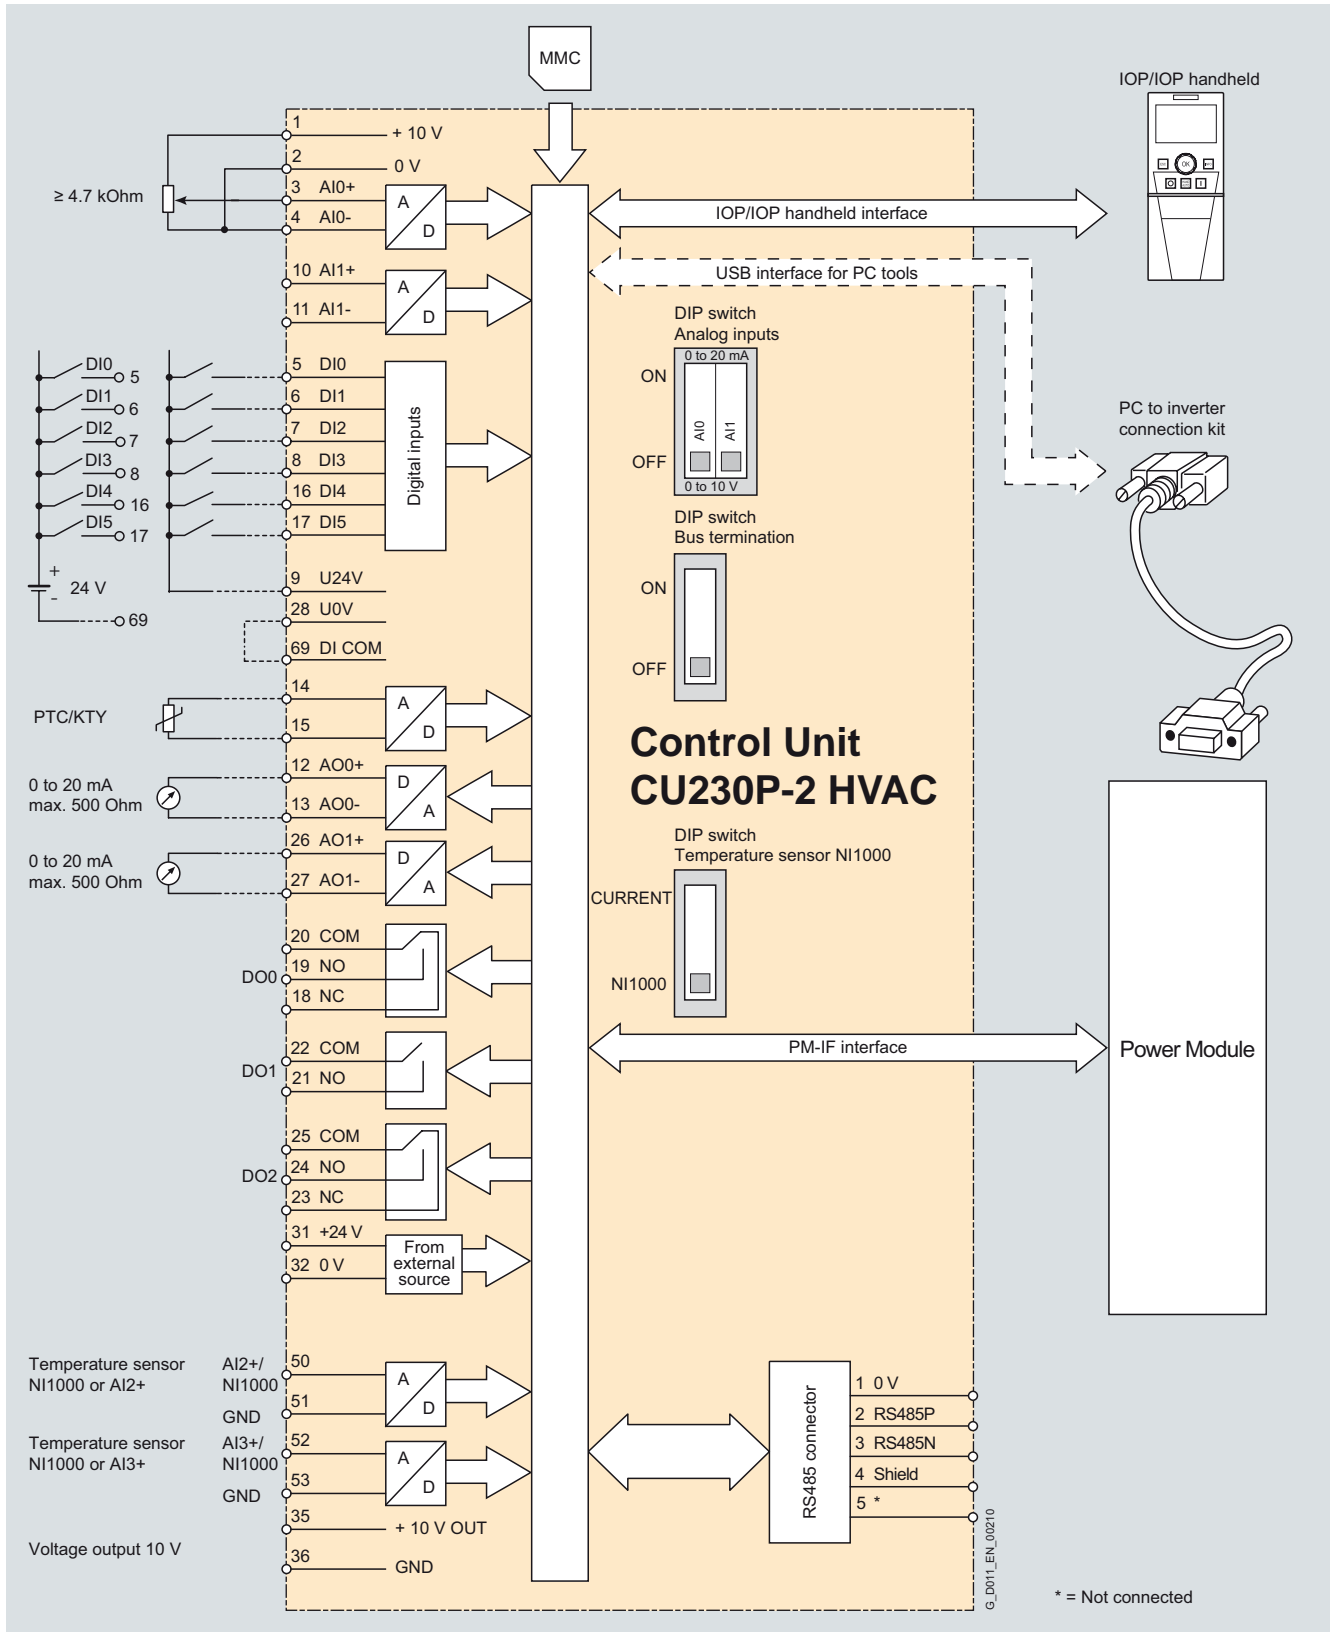 MMC
IOP/IOP handheld
1
+ 10 V
2
0 V
≥ 4.7 kOhm
3 AI0+
4 AI0-
A
D
IOP/IOP handheld interface
10 AI1+
11 AI1-
A
D
USB interface for PC tools
DIP switch
Analog inputs
0 to 20 mA
ON
AI0
AI1
OFF
0 to 10 V
PC to inverter
connection kit
DI0
5
DI1
6
DI2
7
DI3
8
DI4
16
DI5
17
+
-
24 V
69
5 DI0
6 DI1
7 DI2
8 DI3
16 DI4
17 DI5
Digital inputs
9 U24V
28 U0V
69 DI COM
DIP switch
Bus termination
ON
OFF
PTC/KTY
14
15
A
D
Control Unit
CU230P-2 HVAC
0 to 20 mA
max. 500 Ohm
12 AO0+
13 AO0-
D
A
0 to 20 mA
max. 500 Ohm
26 AO1+
27 AO1-
D
A
DIP switch
Temperature sensor NI1000
CURRENT
NI1000
DO0
20 COM
19 NO
18 NC
DO1
22 COM
21 NO
PM-IF interface
Power Module
DO2
25 COM
24 NO
23 NC
31 +24 V
32 0 V
From
external
source
Temperature sensor
NI1000 or AI2+
AI2+/
NI1000
GND
50
51
A
D
Temperature sensor
NI1000 or AI3+
AI3+/
NI1000
GND
52
53
A
D
Voltage output 10 V
35
+ 10 V OUT
36
GND
RS485 connector
1 0 V
2 RS485P
3 RS485N
4 Shield
5 *
G_D011_EN_00210
* = Not connected